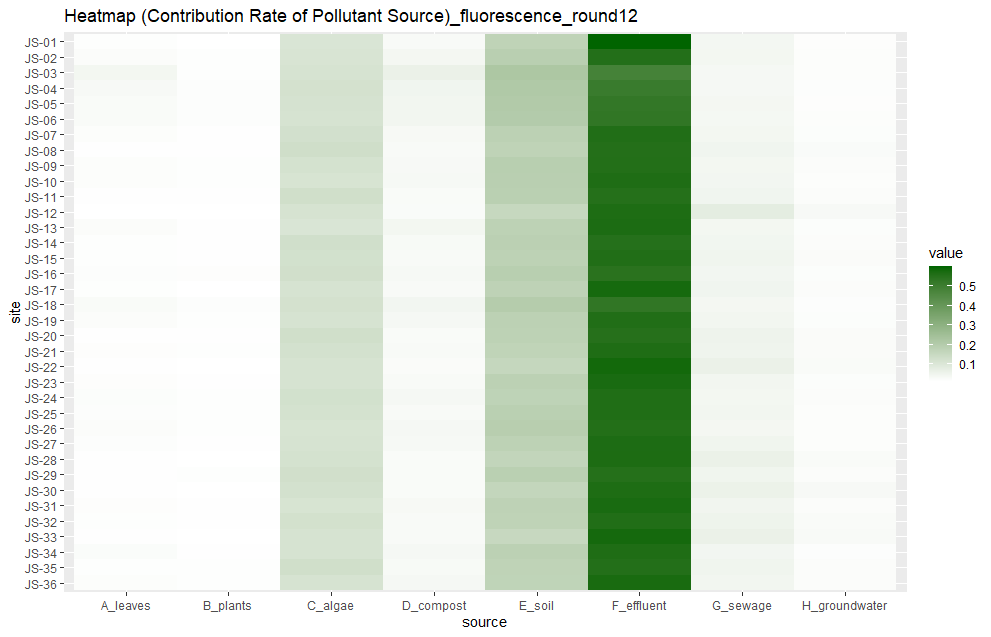 Heatmap (Contribution Rate of Pollutant Source)_fluorescence_round12
JS-01
JS-02
JS-03
JS-04
JS-05
JS-06
JS-07
JS-08
JS-09
JS-10
JS-11
JS-12
JS-13
JS-14
JS-15
JS-16
JS-17
JS-18
JS-19
JS-20
JS-21
JS-22
JS-23
JS-24
JS-25
JS-26
JS-27
JS-28
JS-29
JS-30
JS-31
JS-32
JS-33
JS-34
JS-35
JS-36
site
A_leaves B_plants C_algae D_compost E_soil F_effluent G_sewage H_groundwater
source
value
0.5
0.4
0.3
0.2
0.1